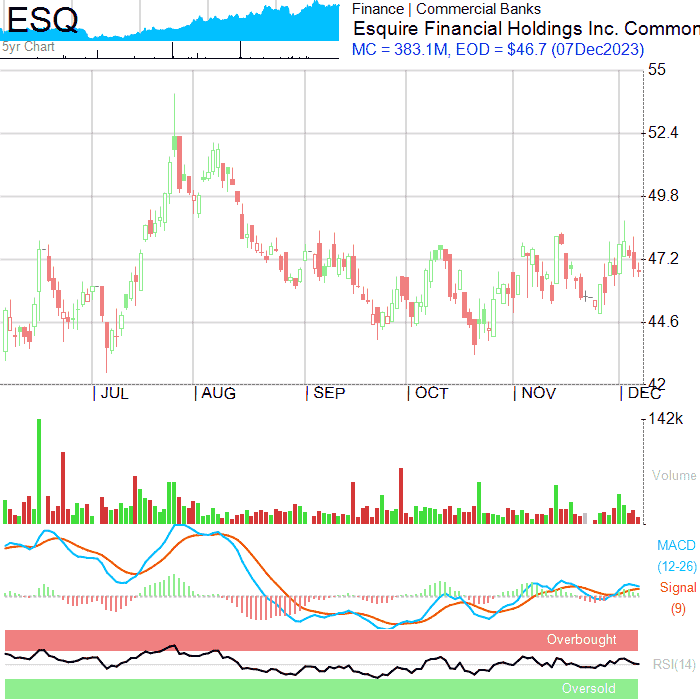 ESQ
5yr Chart
Finance | Commercial Banks
Esquire Financial Holdings Inc. Common
MC = 383.1M, EOD = $46.7 (07Dec2023)
55
52.4
49.8
47.2
44.6
42
JUL AUG SEP OCT NOV DEC
142k
Volume
MACD
(12-26)
Signal
(9)
Overbought
RSI(14)
Oversold